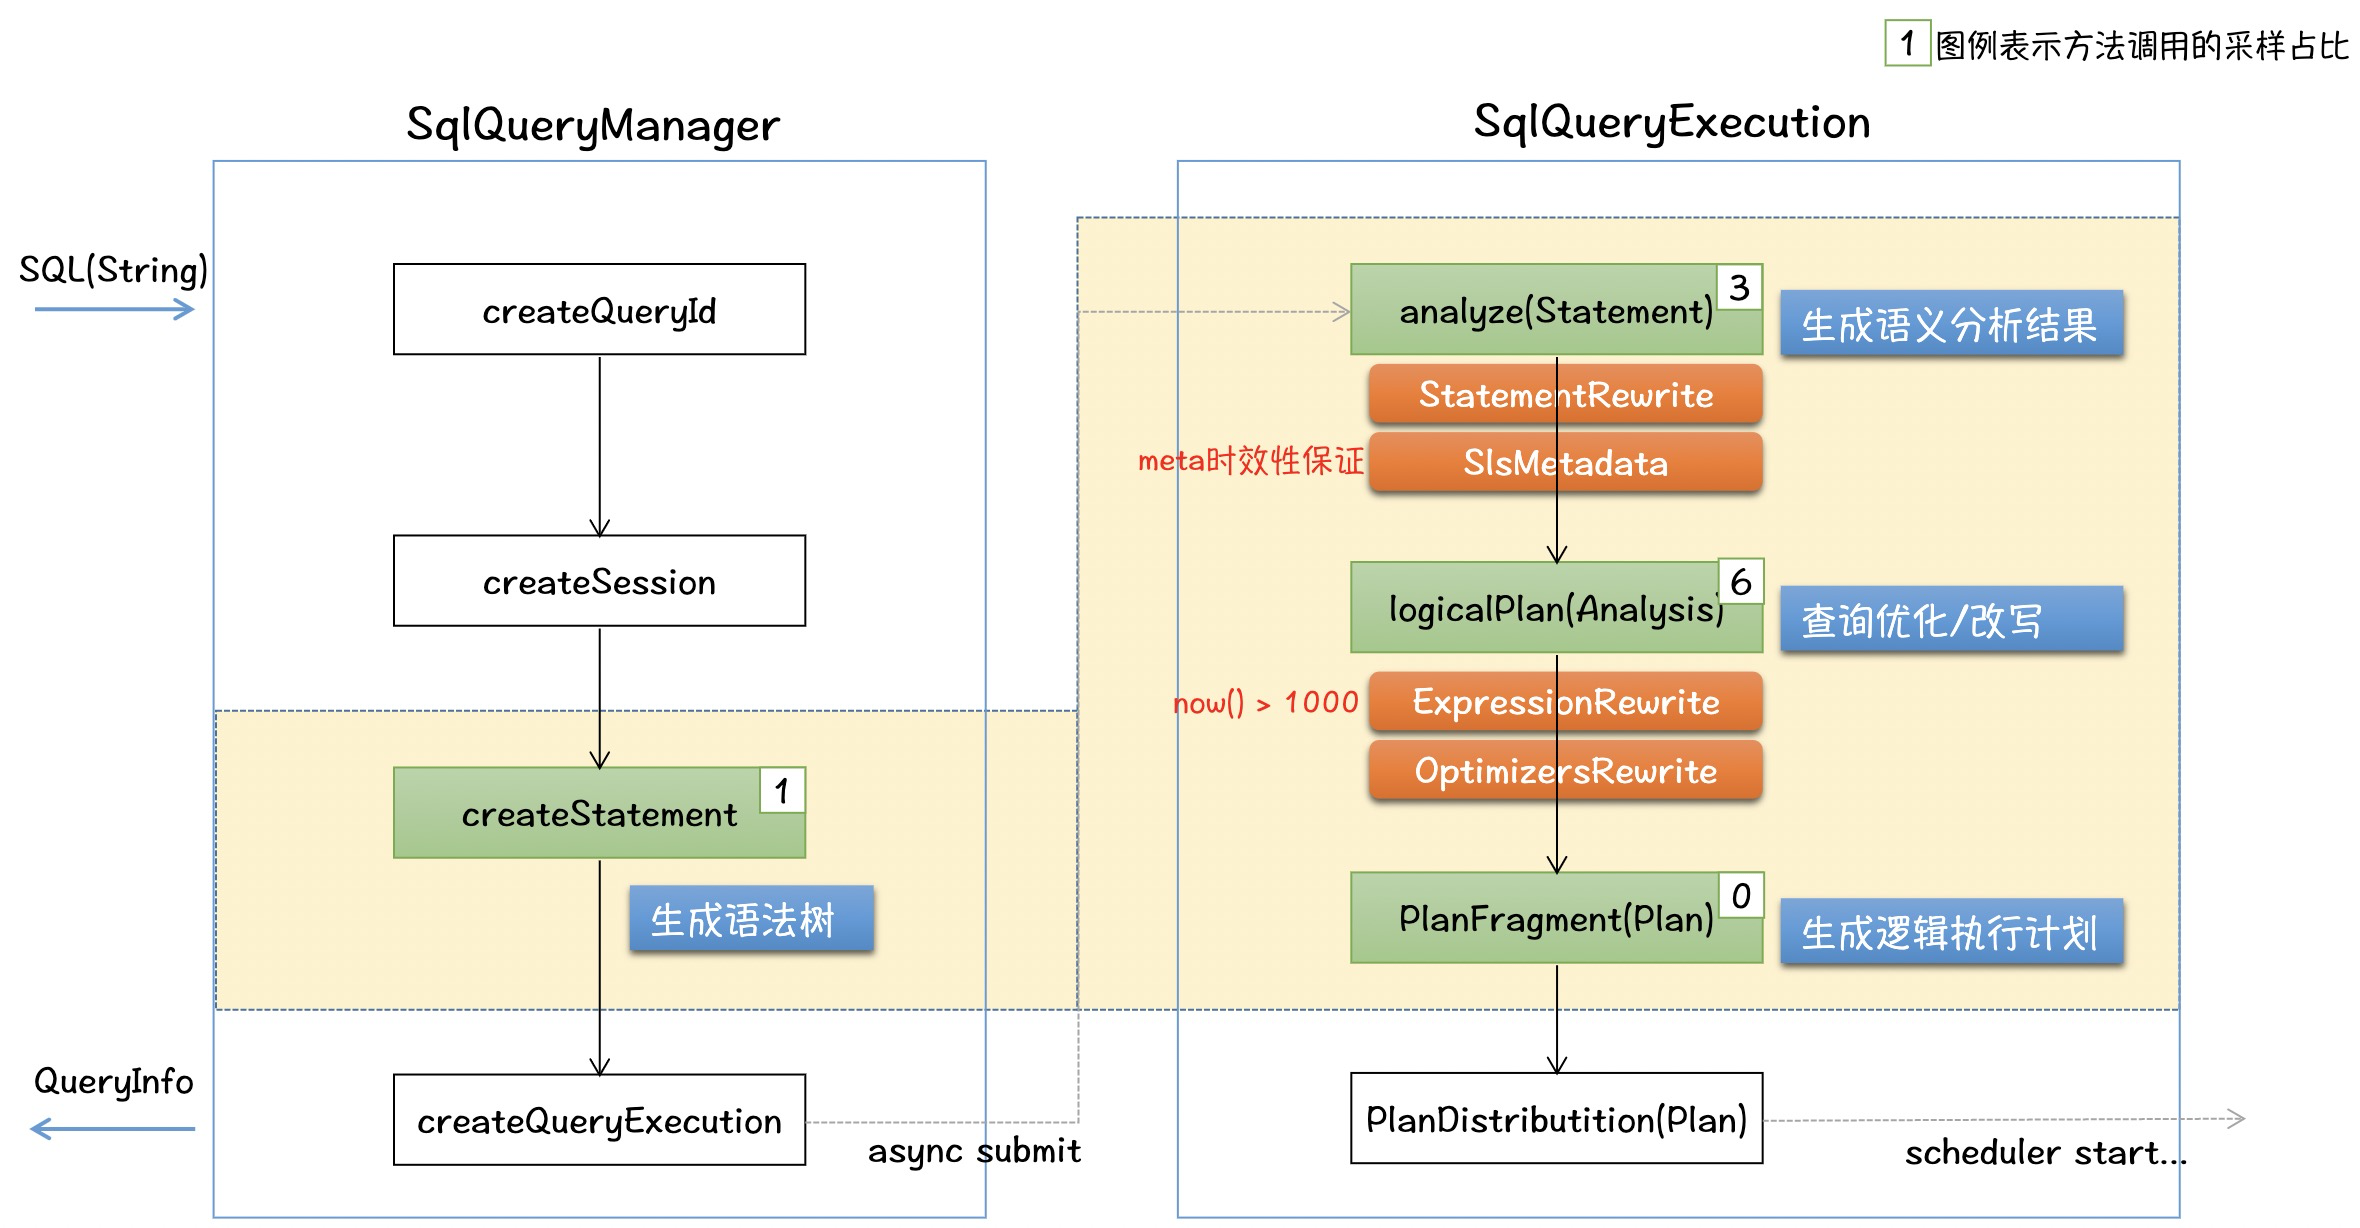 1 图例表示方法调用的采样占比
SqlQueryManager
SQL(String)
createQueryId
createSession
createStatement
1
生成语法树
QueryInfo
createQueryExecution
async submit
SqlQueryExecution
analyze(Statement)
3
生成语义分析结果
StatementRewrite
meta时效性保证
SlsMetadata
logicalPlan(Analysis)
6
查询优化/改写
now() > 1000
ExpressionRewrite
OptimizersRewrite
PlanFragment(Plan)
0
生成逻辑执行计划
PlanDistributition(Plan)
scheduler start...